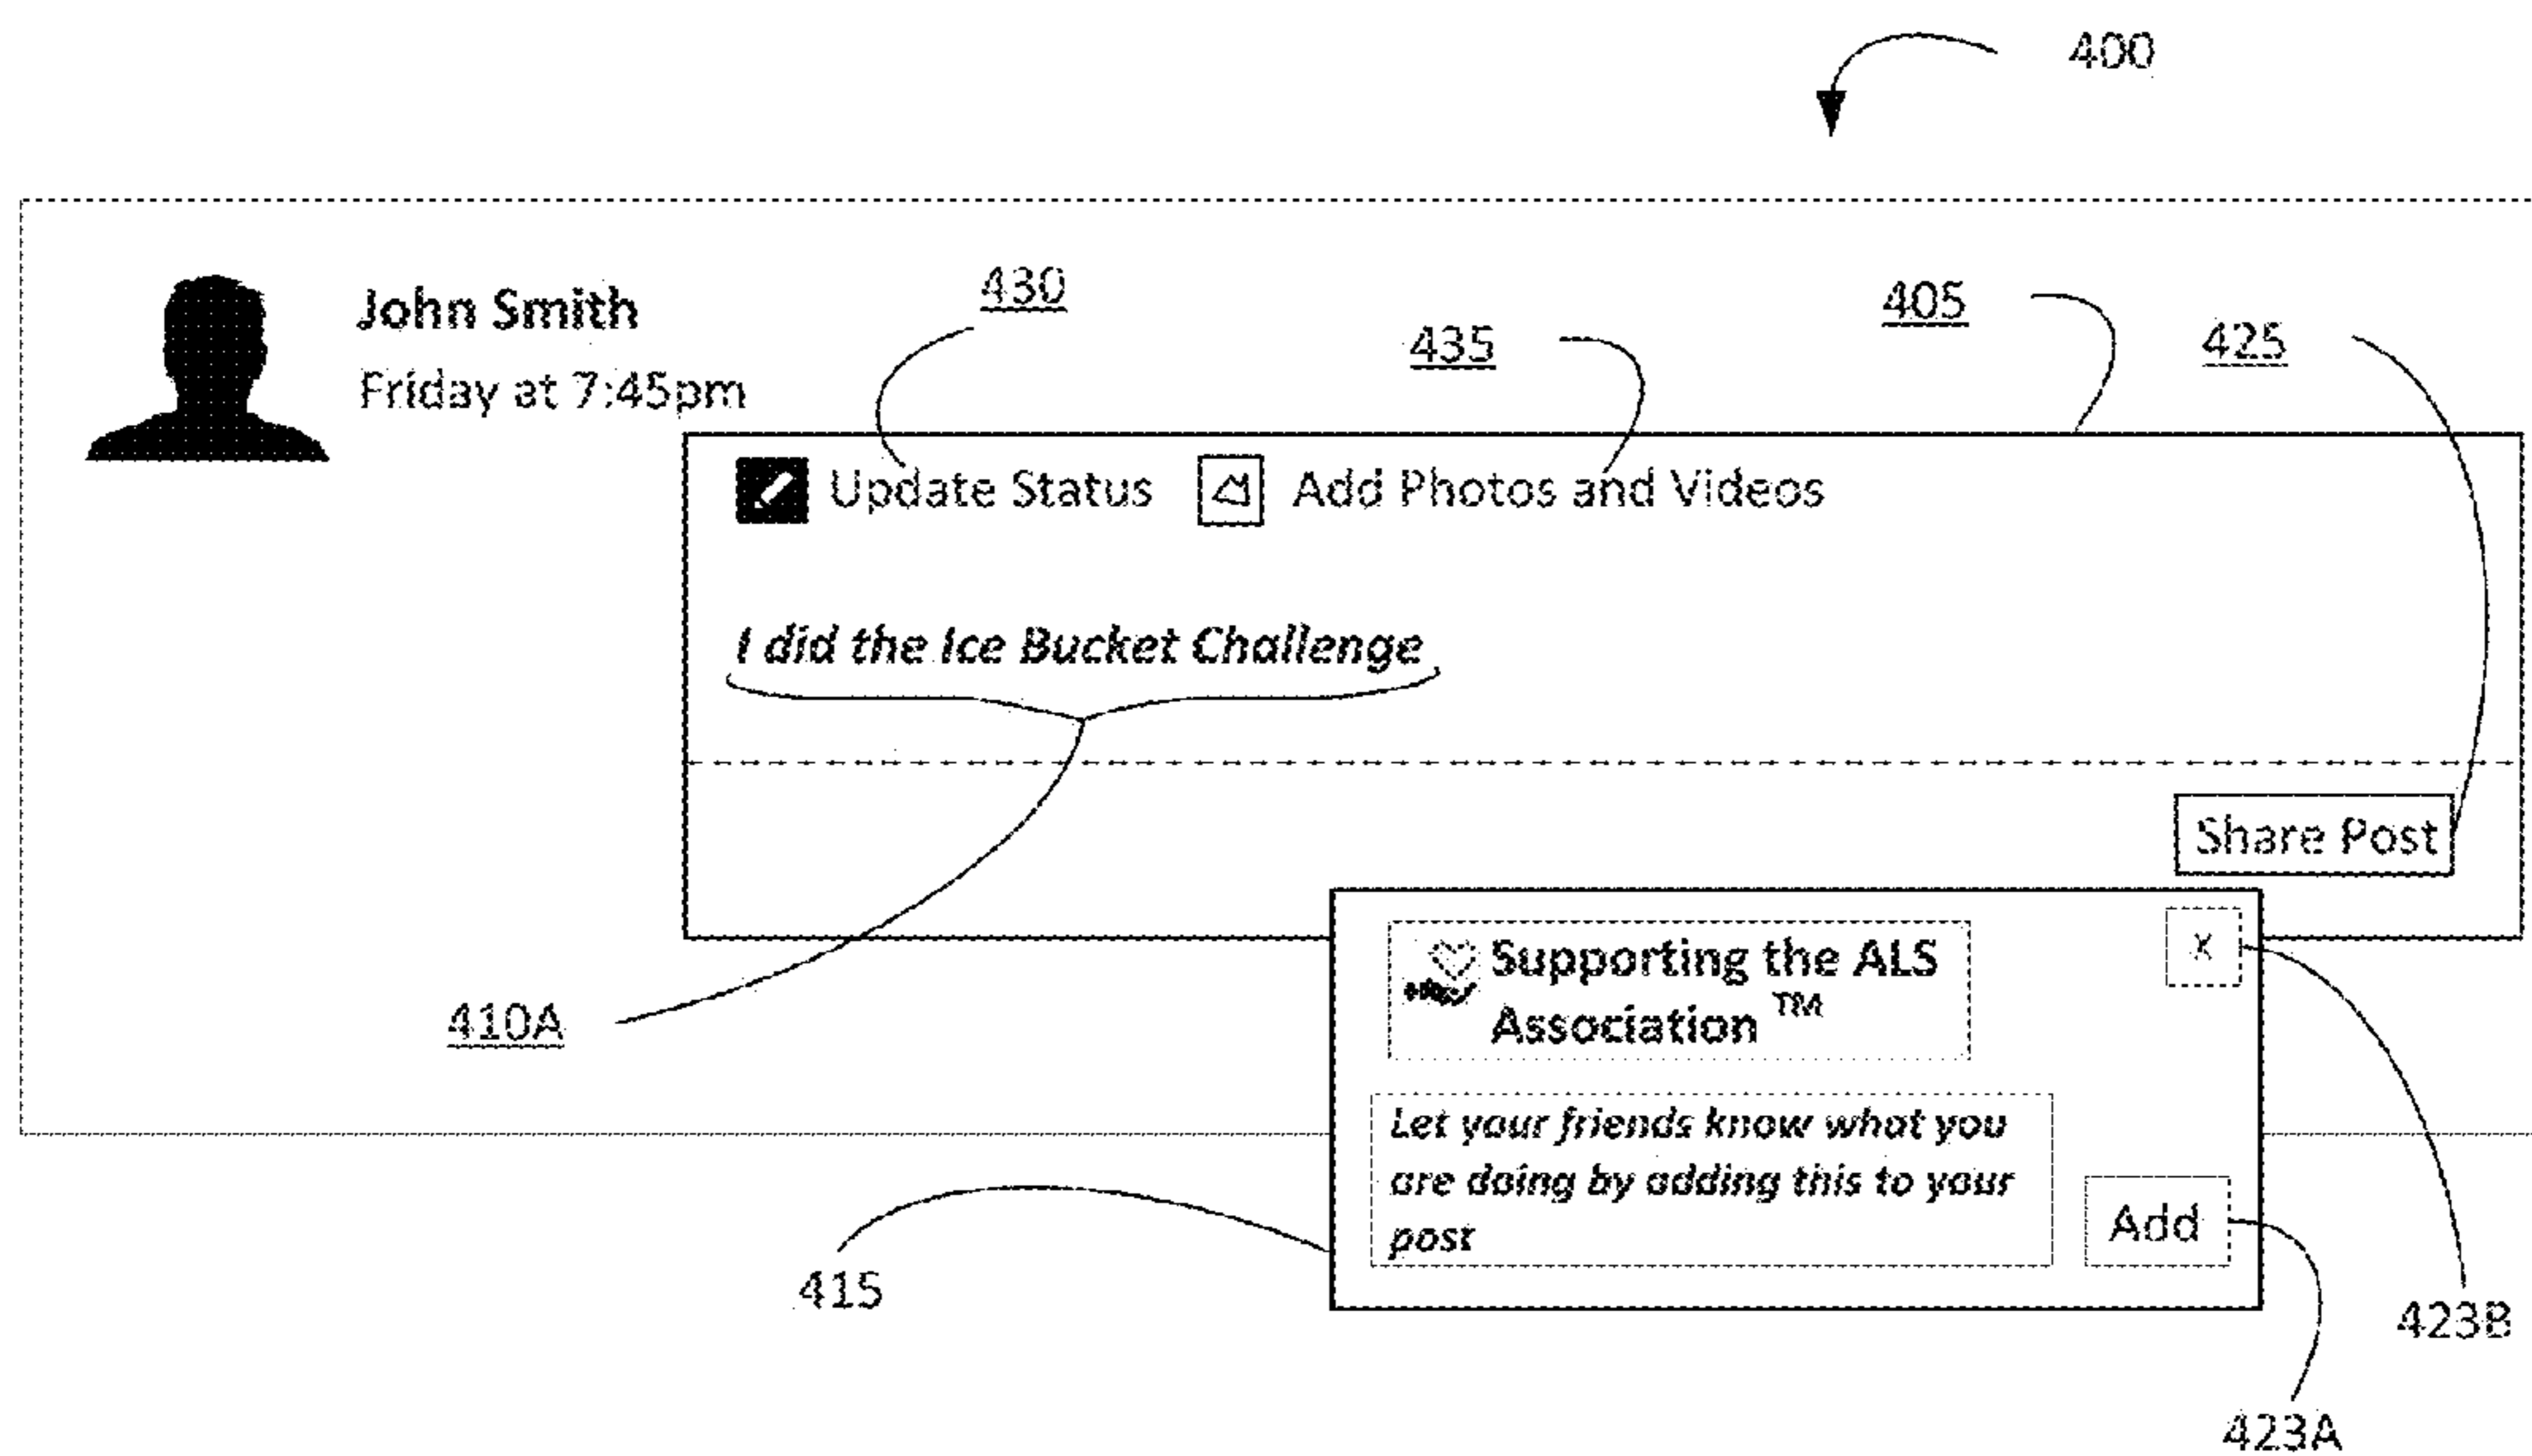 400
John Smith
Friday at 7:45pm
430
435
405
425
Update Status
Add Photos and Videos
I did the Ice Bucket Challenge
Share Post
410A
Supporting the ALS
Association TM
X
Let your friends know what you
are doing by adding this to your
post
Add
415
423B
423A